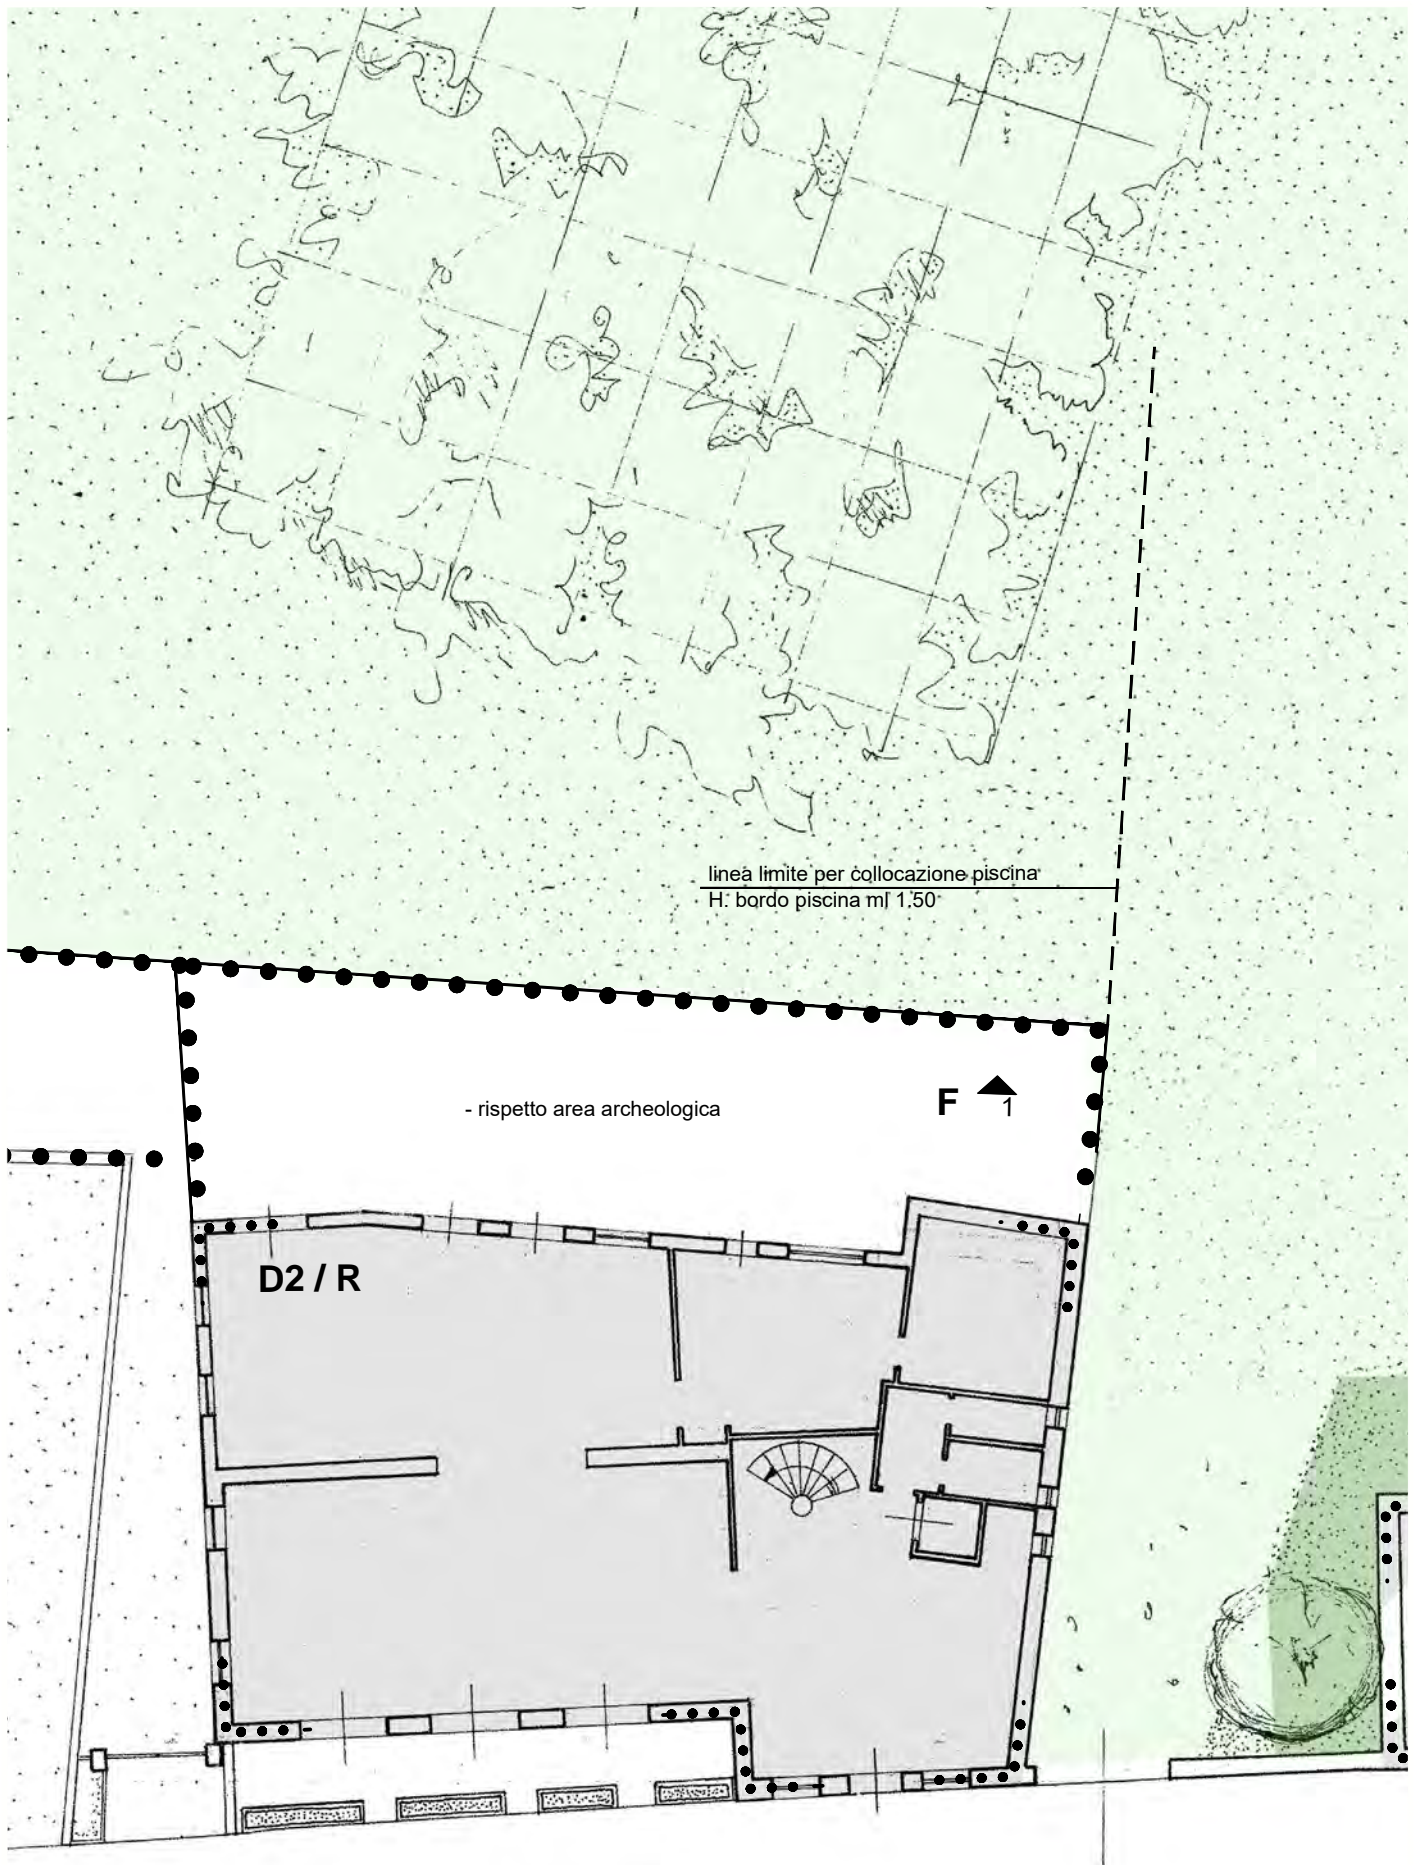 linea limite per collocazione piscina
H. bordo piscina ml 1.50
- rispetto area archeologica
F 1
D2 / R